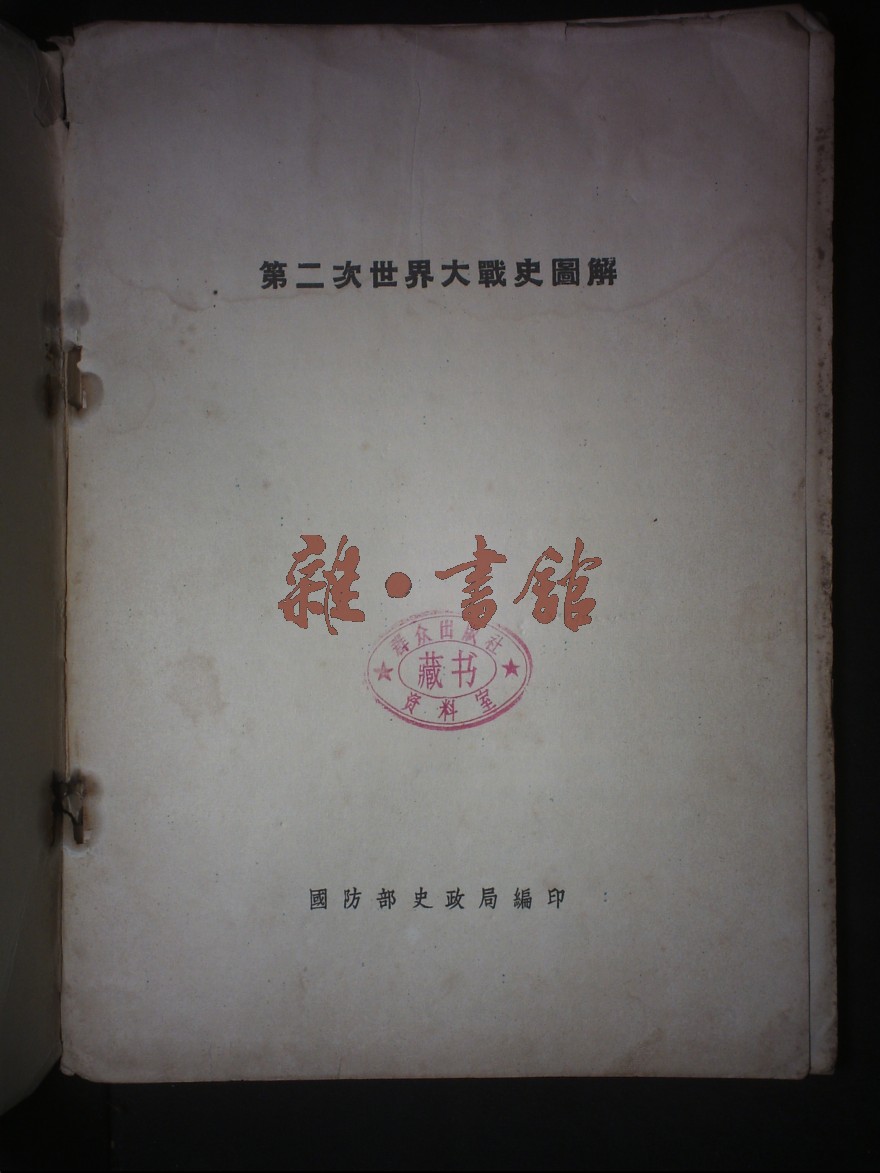 第二次世界大戰史圖解
雜·書館
群众出版社
藏书
资料室
國防部史政局編印